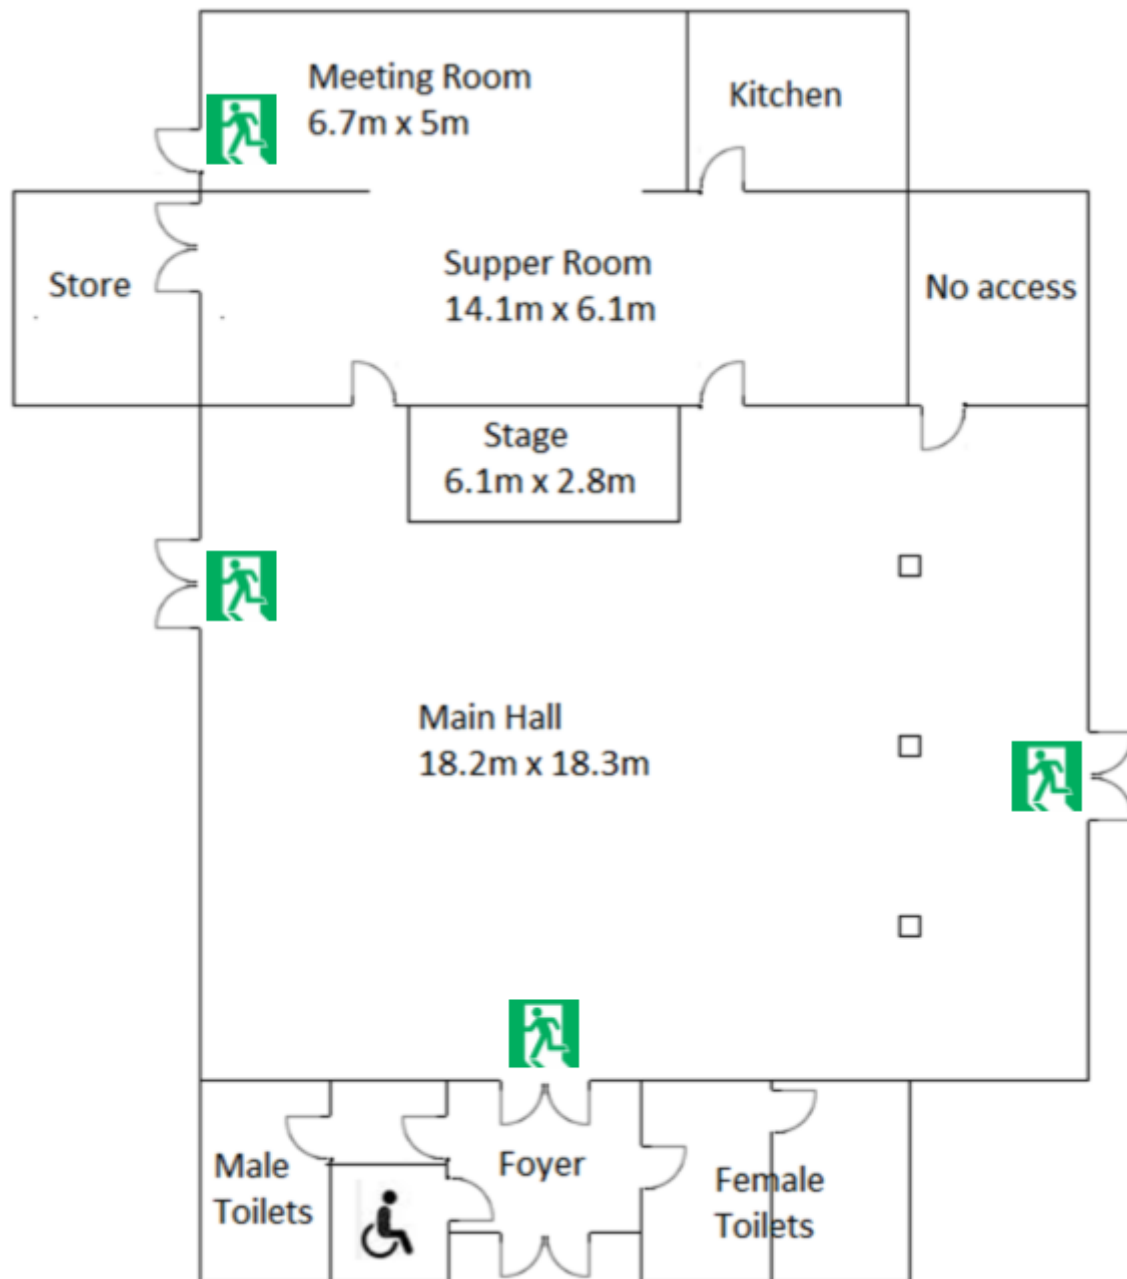 Meeting Room
6.7m x 5m
Kitchen
Store
Supper Room
14.1m x 6.1m
No access
Stage
6.1m x 2.8m
Main Hall
18.2m x 18.3m
Male
Toilets
Foyer
Female
Toilets